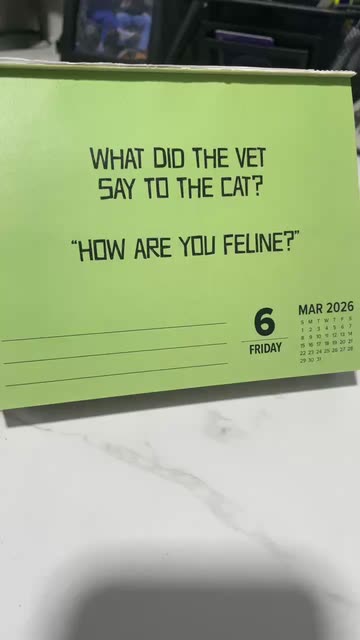 WHAT DID THE VET
SAY TO THE CAT?
"HOW ARE YOU FELINE?"
6
FRIDAY
MAR 2026
S M T W T F S
1 2 3 4 5 6 7
8 9 10 11 12 13 14
15 16 17 18 19 20 21
22 23 24 25 26 27 28
29 30 31